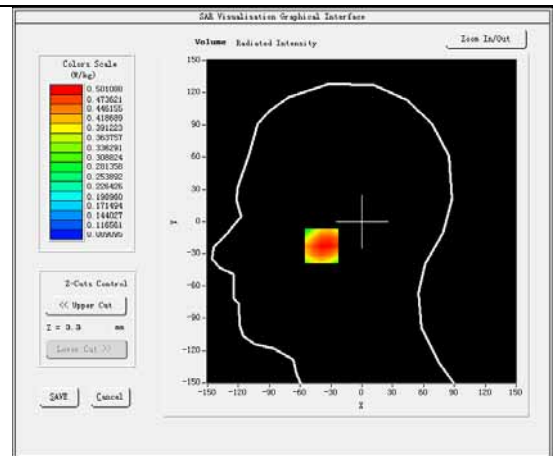 SAR Visualisation Graphical Interface
Volume Radiated Intensity
Zoom In/Out
Colors Scale
(W/kg)
0.501088
0.473621
0.446155
0.418689
0.391223
0.363757
0.336291
0.308824
0.281358
0.253892
0.226426
0.198960
0.171494
0.144027
0.116561
0.089095
Z-Cuts Control
<< Upper Cut
Z = 3.3 mm
Lower Cut >>
SAVE Cancel
150
90
60
30
0
-30
-60
-90
-120
-150
Y
-150 -120 -90 -60 -30 0 30 60 90 120 150
X